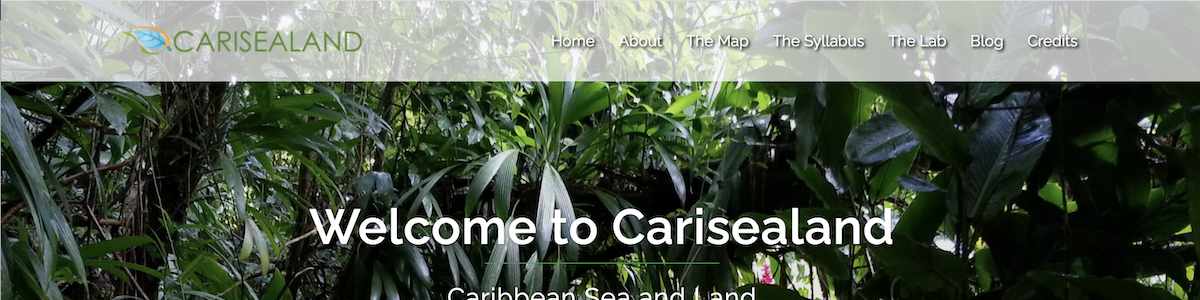 CARISEALAND
Home About The Map The Syllabus The Lab Blog Credits
Welcome to Carisealand
Caribbean Sea and Land